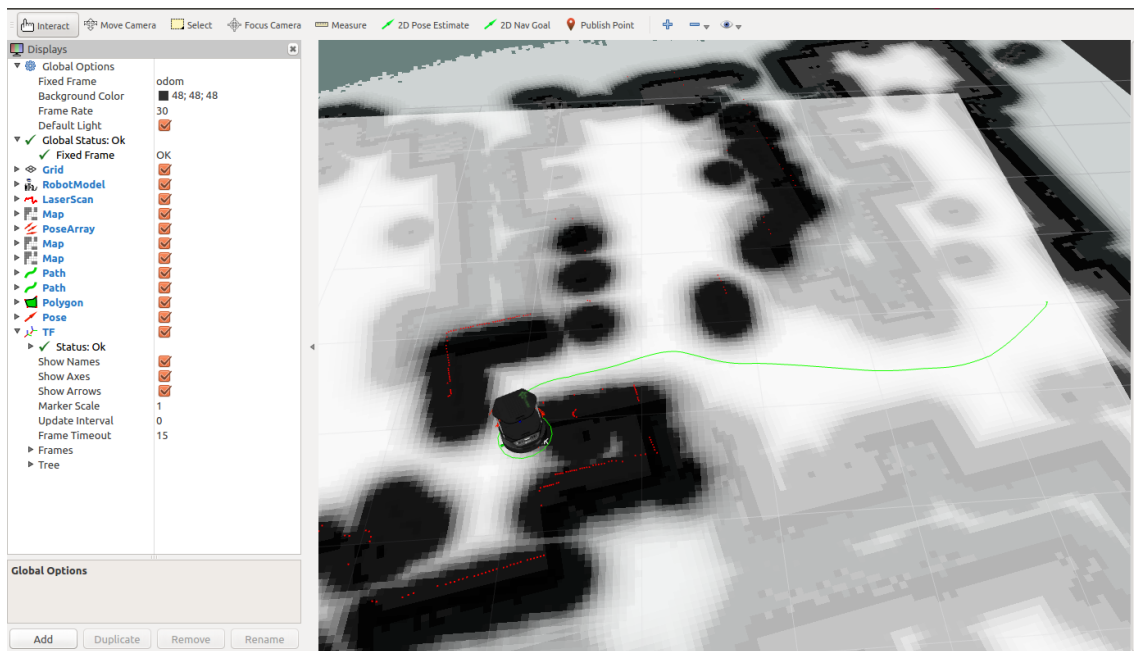 Interact Move Camera Select Focus Camera Measure 2D Pose Estimate 2D Nav Goal Publish Point
Displays
Global Options
Fixed Frame odom
Background Color 48; 48; 48
Frame Rate 30
Default Light
Global Status: Ok
Fixed Frame OK
Grid
RobotModel
LaserScan
Map
PoseArray
Map
Map
Path
Path
Polygon
Pose
TF
Status: Ok
Show Names
Show Axes
Show Arrows
Marker Scale 1
Update Interval 0
Frame Timeout 15
Frames
Tree
Global Options
Add Duplicate Remove Rename